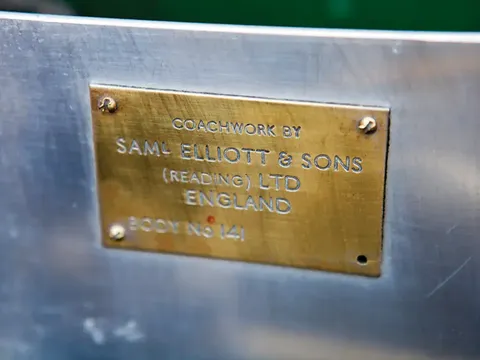 COACHWORK BY
SAML ELLIOTT & SONS
(READING) LTD
ENGLAND
BODY No 141